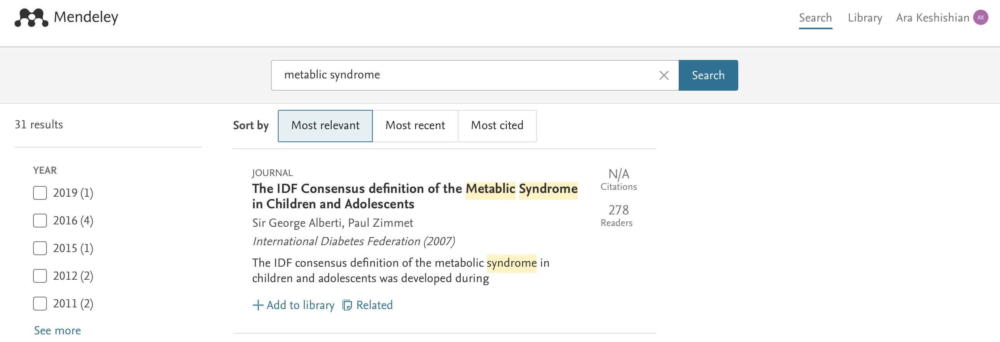 Mendeley
Search Library Ara Keshishian AK
metablic syndrome
Search
31 results
Sort by Most relevant Most recent Most cited
YEAR
2019 (1)
2016 (4)
2015 (1)
2012 (2)
2011 (2)
See more
JOURNAL
The IDF Consensus definition of the Metablic Syndrome
in Children and Adolescents
Sir George Alberti, Paul Zimmet
International Diabetes Federation (2007)
The IDF consensus definition of the metabolic syndrome in
children and adolescents was developed during
Add to library Related
N/A
Citations
278
Readers